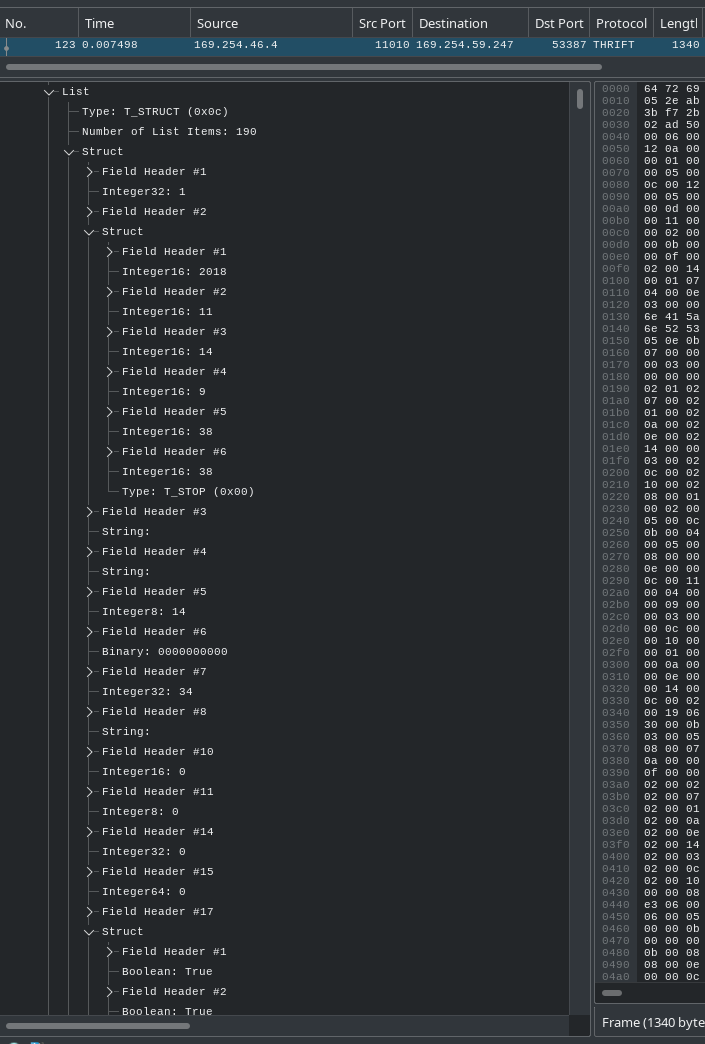 No. Time Source Src Port Destination Dst Port Protocol Lengtl
123 0.007498 169.254.46.4 11010 169.254.59.247 53387 THRIFT 1340
List
Type: T_STRUCT (0x0c)
Number of List Items: 190
Struct
Field Header #1
Integer32: 1
Field Header #2
Struct
Field Header #1
Integer16: 2018
Field Header #2
Integer16: 11
Field Header #3
Integer16: 14
Field Header #4
Integer16: 9
Field Header #5
Integer16: 38
Field Header #6
Integer16: 38
Type: T_STOP (0x00)
Field Header #3
String:
Field Header #4
String:
Field Header #5
Integer8: 14
Field Header #6
Binary: 0000000000
Field Header #7
Integer32: 34
Field Header #8
String:
Field Header #10
Integer16: 0
Field Header #11
Integer8: 0
Field Header #14
Integer32: 0
Field Header #15
Integer64: 0
Field Header #17
Struct
Field Header #1
Boolean: True
Field Header #2
Boolean: True
0000 64 72 69
0010 05 2e ab
0020 3b f7 2b
0030 02 ad 50
0040 00 06 00
0050 12 0a 00
0060 00 01 00
0070 00 05 00
0080 0c 00 12
0090 00 05 00
00a0 00 0d 00
00b0 00 11 00
00c0 00 02 00
00d0 00 0b 00
00e0 00 0f 00
00f0 02 00 14
0100 00 01 07
0110 04 00 0e
0120 03 00 00
0130 6e 41 5a
0140 6e 52 53
0150 05 0e 0b
0160 07 00 00
0170 00 03 00
0180 00 00 00
0190 02 01 02
01a0 07 00 02
01b0 01 00 02
01c0 0a 00 02
01d0 0e 00 02
01e0 14 00 00
01f0 03 00 02
0200 0c 00 02
0210 10 00 02
0220 08 00 01
0230 00 02 00
0240 05 00 0c
0250 0b 00 04
0260 00 05 00
0270 08 00 00
0280 0e 00 00
0290 0c 00 11
02a0 00 04 00
02b0 00 09 00
02c0 00 03 00
02d0 00 0c 00
02e0 00 10 00
02f0 00 01 00
0300 00 0a 00
0310 00 0e 00
0320 00 14 00
0330 0c 00 02
0340 00 19 06
0350 30 00 0b
0360 03 00 05
0370 08 00 07
0380 0a 00 00
0390 0f 00 00
03a0 02 00 02
03b0 02 00 07
03c0 02 00 01
03d0 02 00 0a
03e0 02 00 0e
03f0 02 00 14
0400 02 00 03
0410 02 00 0c
0420 02 00 10
0430 00 00 08
0440 e3 06 00
0450 06 00 05
0460 00 00 0b
0470 00 00 00
0480 0b 00 08
0490 08 00 0e
04a0 00 00 0c
Frame (1340 byte